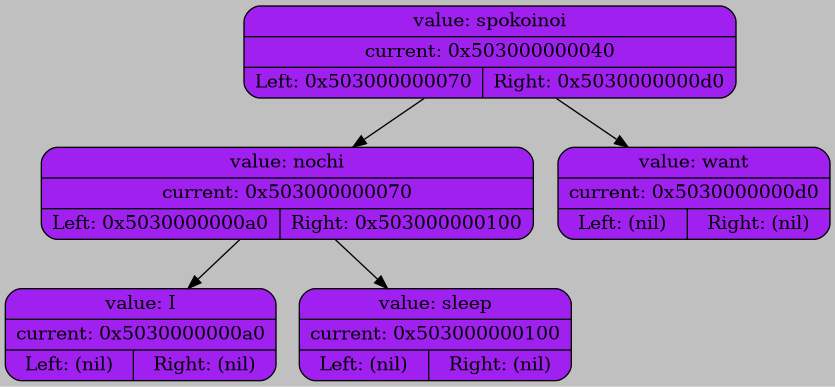 value: spokoinoi
current: 0x503000000040
Left: 0x503000000070 Right: 0x5030000000d0
value: nochi
current: 0x503000000070
Left: 0x5030000000a0 Right: 0x503000000100
value: want
current: 0x5030000000d0
Left: (nil) Right: (nil)
value: I
current: 0x5030000000a0
Left: (nil) Right: (nil)
value: sleep
current: 0x503000000100
Left: (nil) Right: (nil)